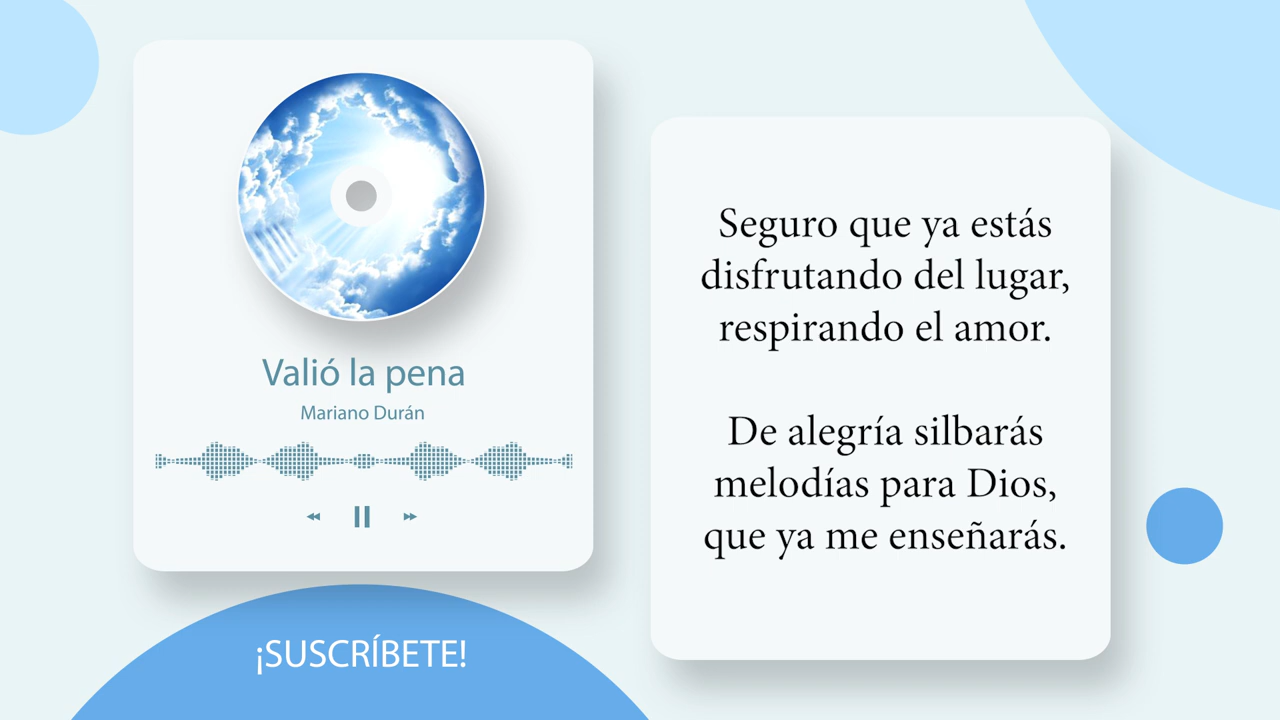 Valió la pena
Mariano Durán
¡SUSCRÍBETE!
Seguro que ya estás
disfrutando del lugar,
respirando el amor.
De alegría silbarás
melodías para Dios,
que ya me enseñarás.